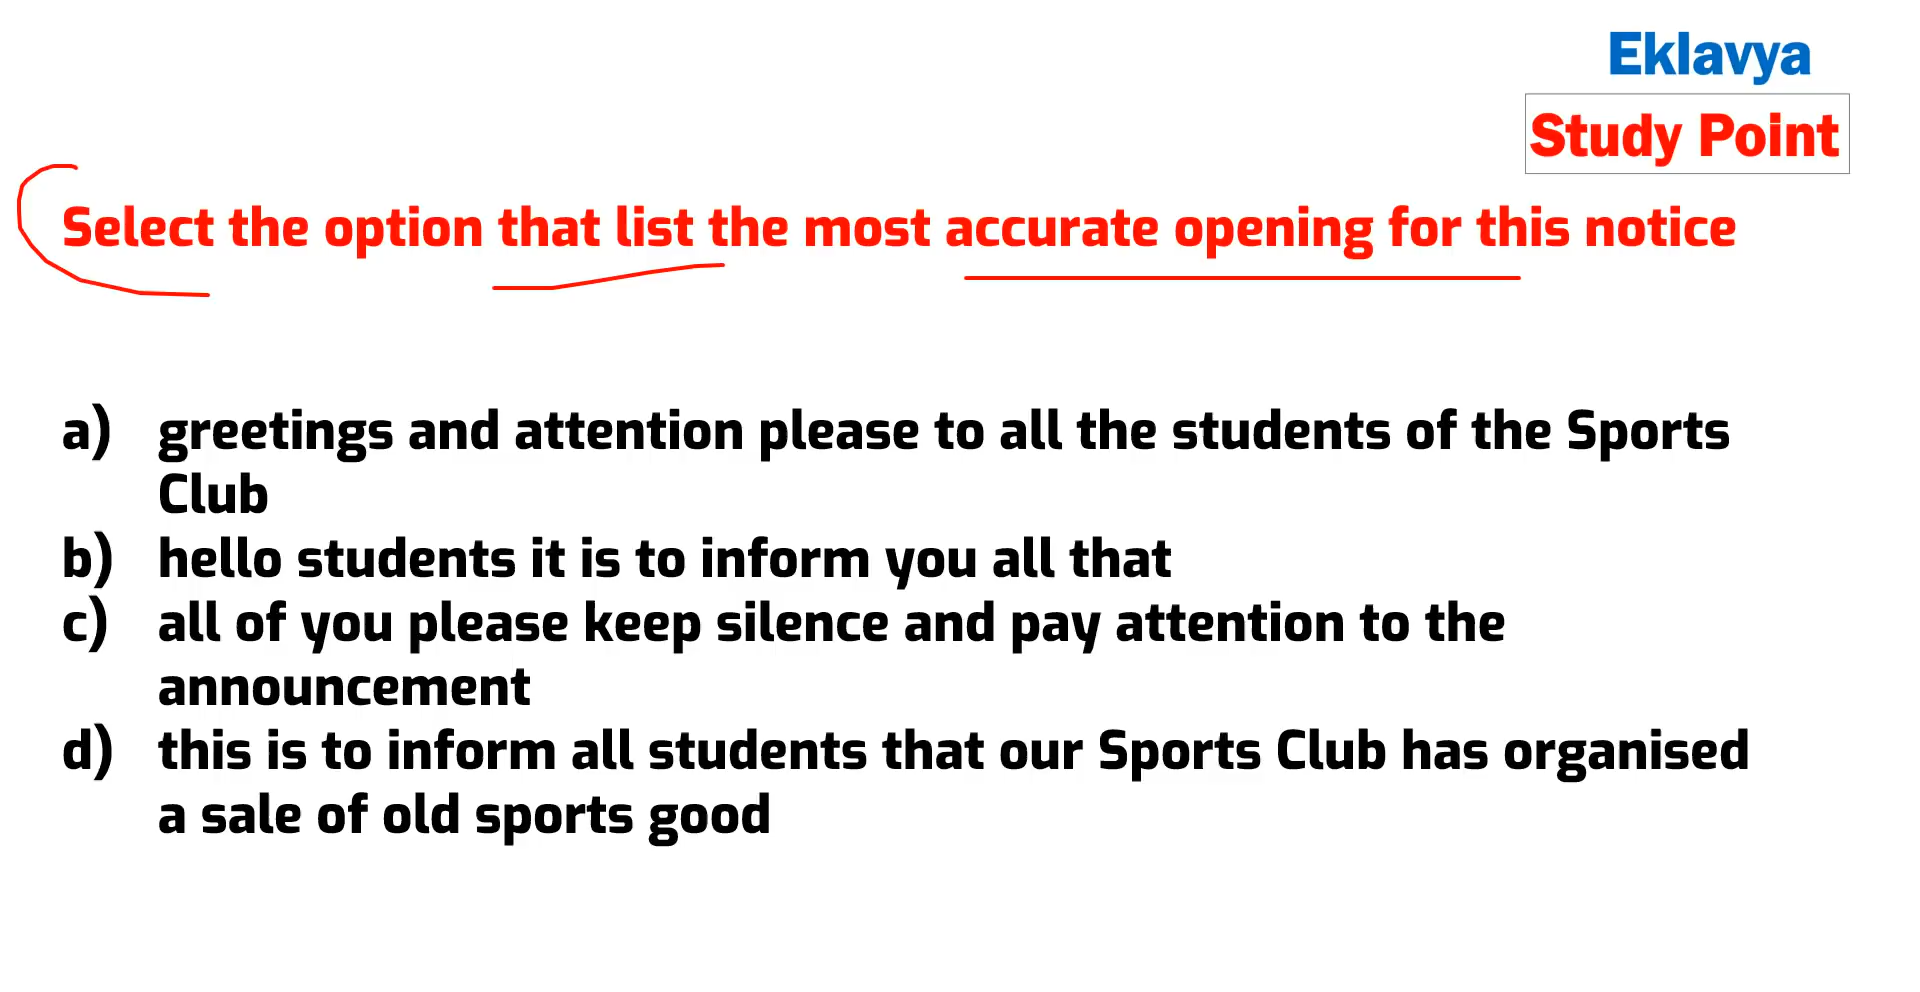 Eklavya
Study Point
Select the option that list the most accurate opening for this notice
a) greetings and attention please to all the students of the Sports
Club
b) hello students it is to inform you all that
c) all of you please keep silence and pay attention to the
announcement
d) this is to inform all students that our Sports Club has organised
a sale of old sports good